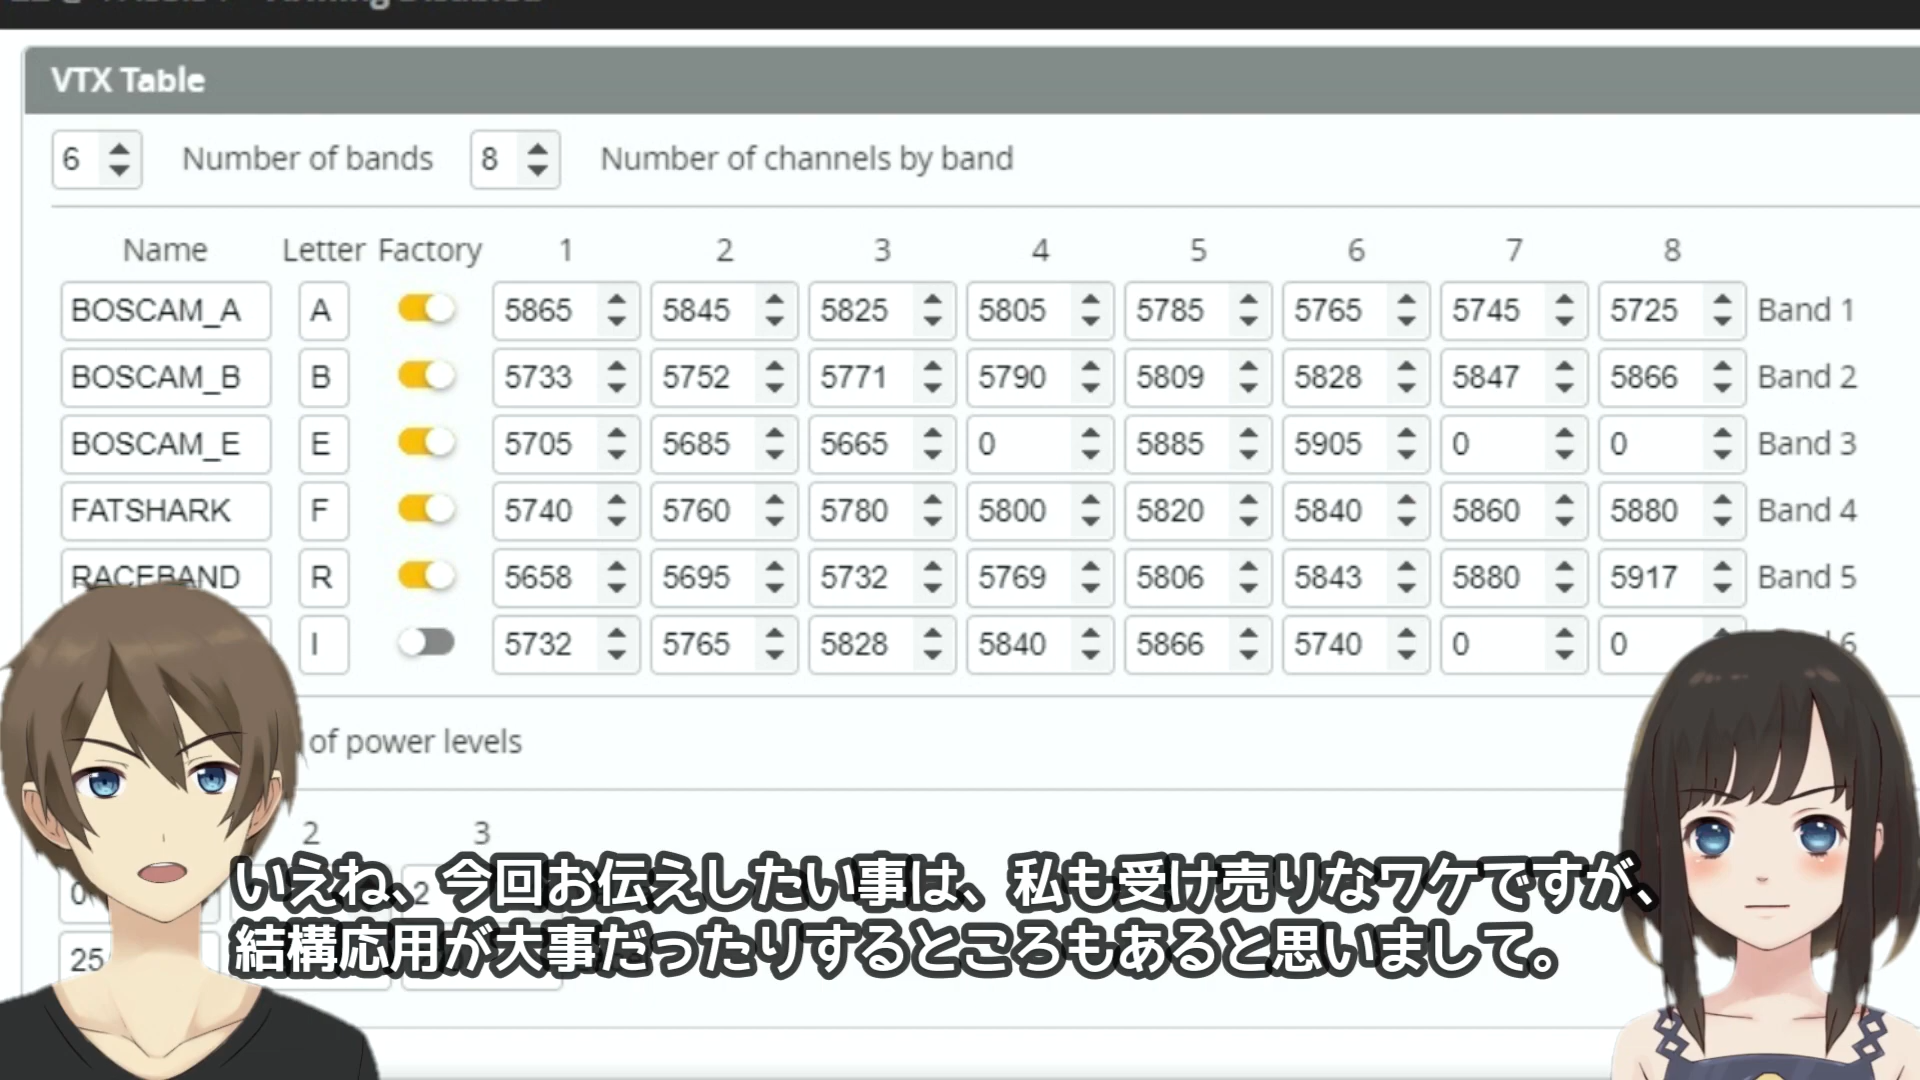 VTX Table
6 Number of bands 8 Number of channels by band
Name Letter Factory 1 2 3 4 5 6 7 8
BOSCAM_A A 5865 5845 5825 5805 5785 5765 5745 5725 Band 1
BOSCAM_B B 5733 5752 5771 5790 5809 5828 5847 5866 Band 2
BOSCAM_E E 5705 5685 5665 0 5885 5905 0 0 Band 3
FATSHARK F 5740 5760 5780 5800 5820 5840 5860 5880 Band 4
RACEBAND R 5658 5695 5732 5769 5806 5843 5880 5917 Band 5
I 5732 5765 5828 5840 5866 5740 0 0 6
of power levels
2 3
0 2
25
いえね、今回お伝えしたい事は、私も受け売りなワケですが、
結構応用が大事だったりするところもあると思いまして。